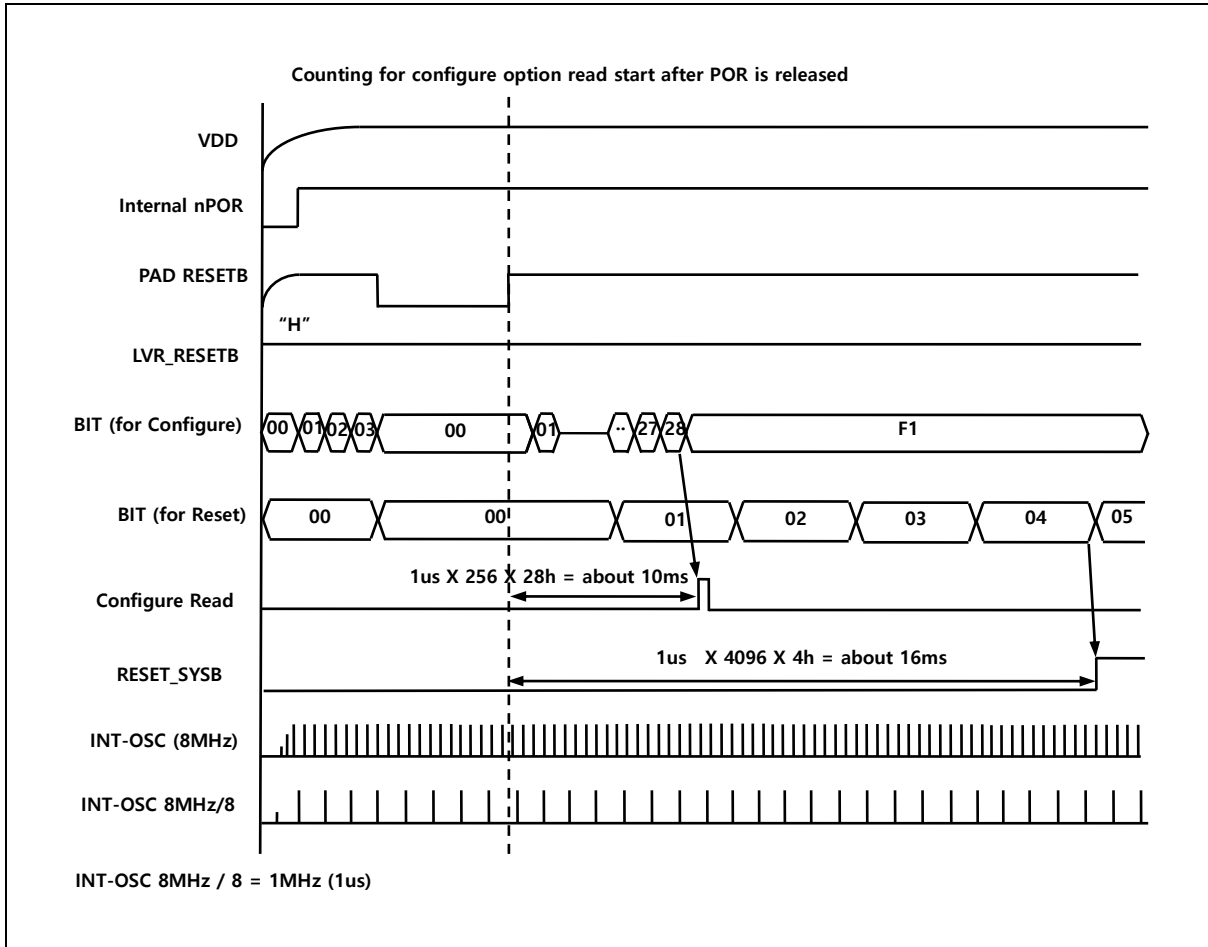 Counting for configure option read start after POR is released
VDD
Internal nPOR
PAD RESETB
“H”
LVR_RESETB
BIT (for Configure) 00 01 02 03 00 01 ·· 27 28 F1
BIT (for Reset) 00 00 01 02 03 04 05
1us X 256 X 28h = about 10ms
Configure Read
1us X 4096 X 4h = about 16ms
RESET_SYSB
INT-OSC (8MHz)
INT-OSC 8MHz/8
INT-OSC 8MHz / 8 = 1MHz (1us)